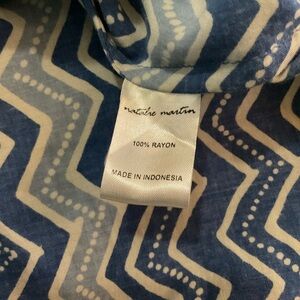 natalie martin
100% RAYON
MADE IN INDONESIA